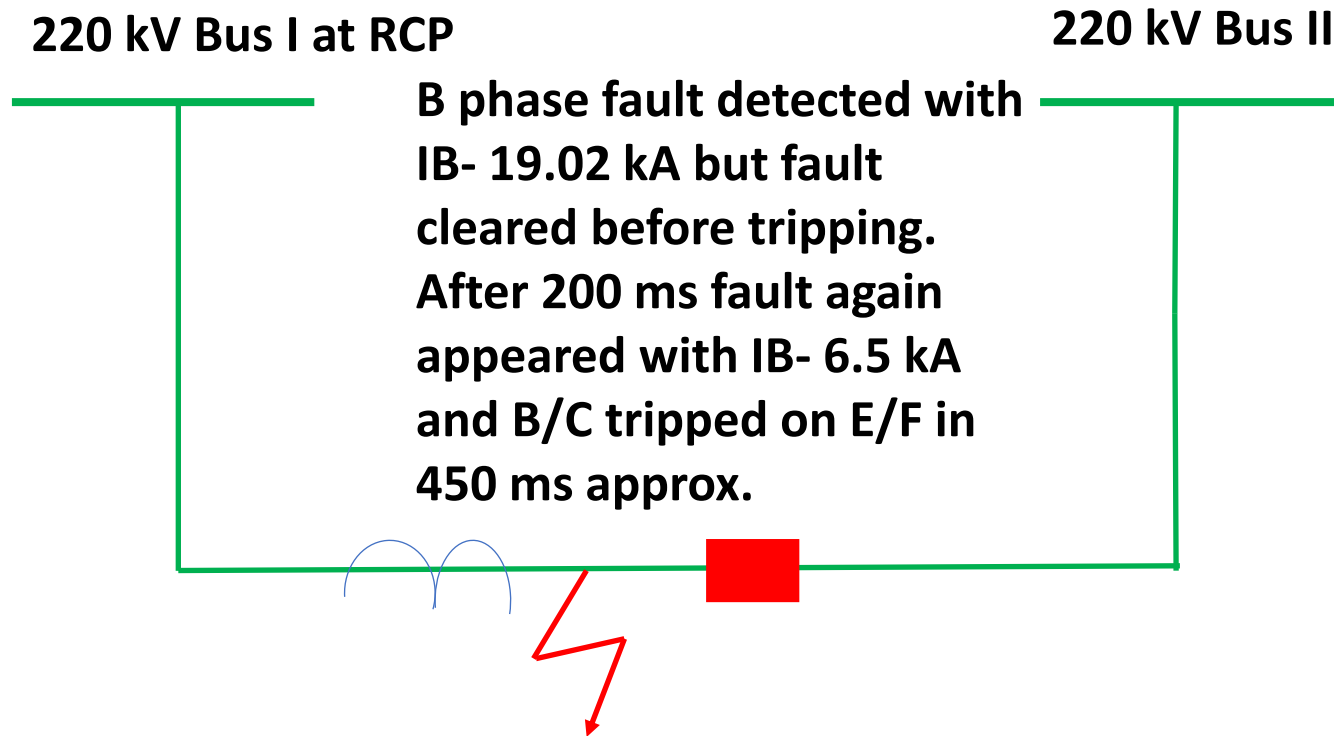 220 kV Bus I at RCP
220 kV Bus II
B phase fault detected with
IB- 19.02 kA but fault
cleared before tripping.
After 200 ms fault again
appeared with IB- 6.5 kA
and B/C tripped on E/F in
450 ms approx.